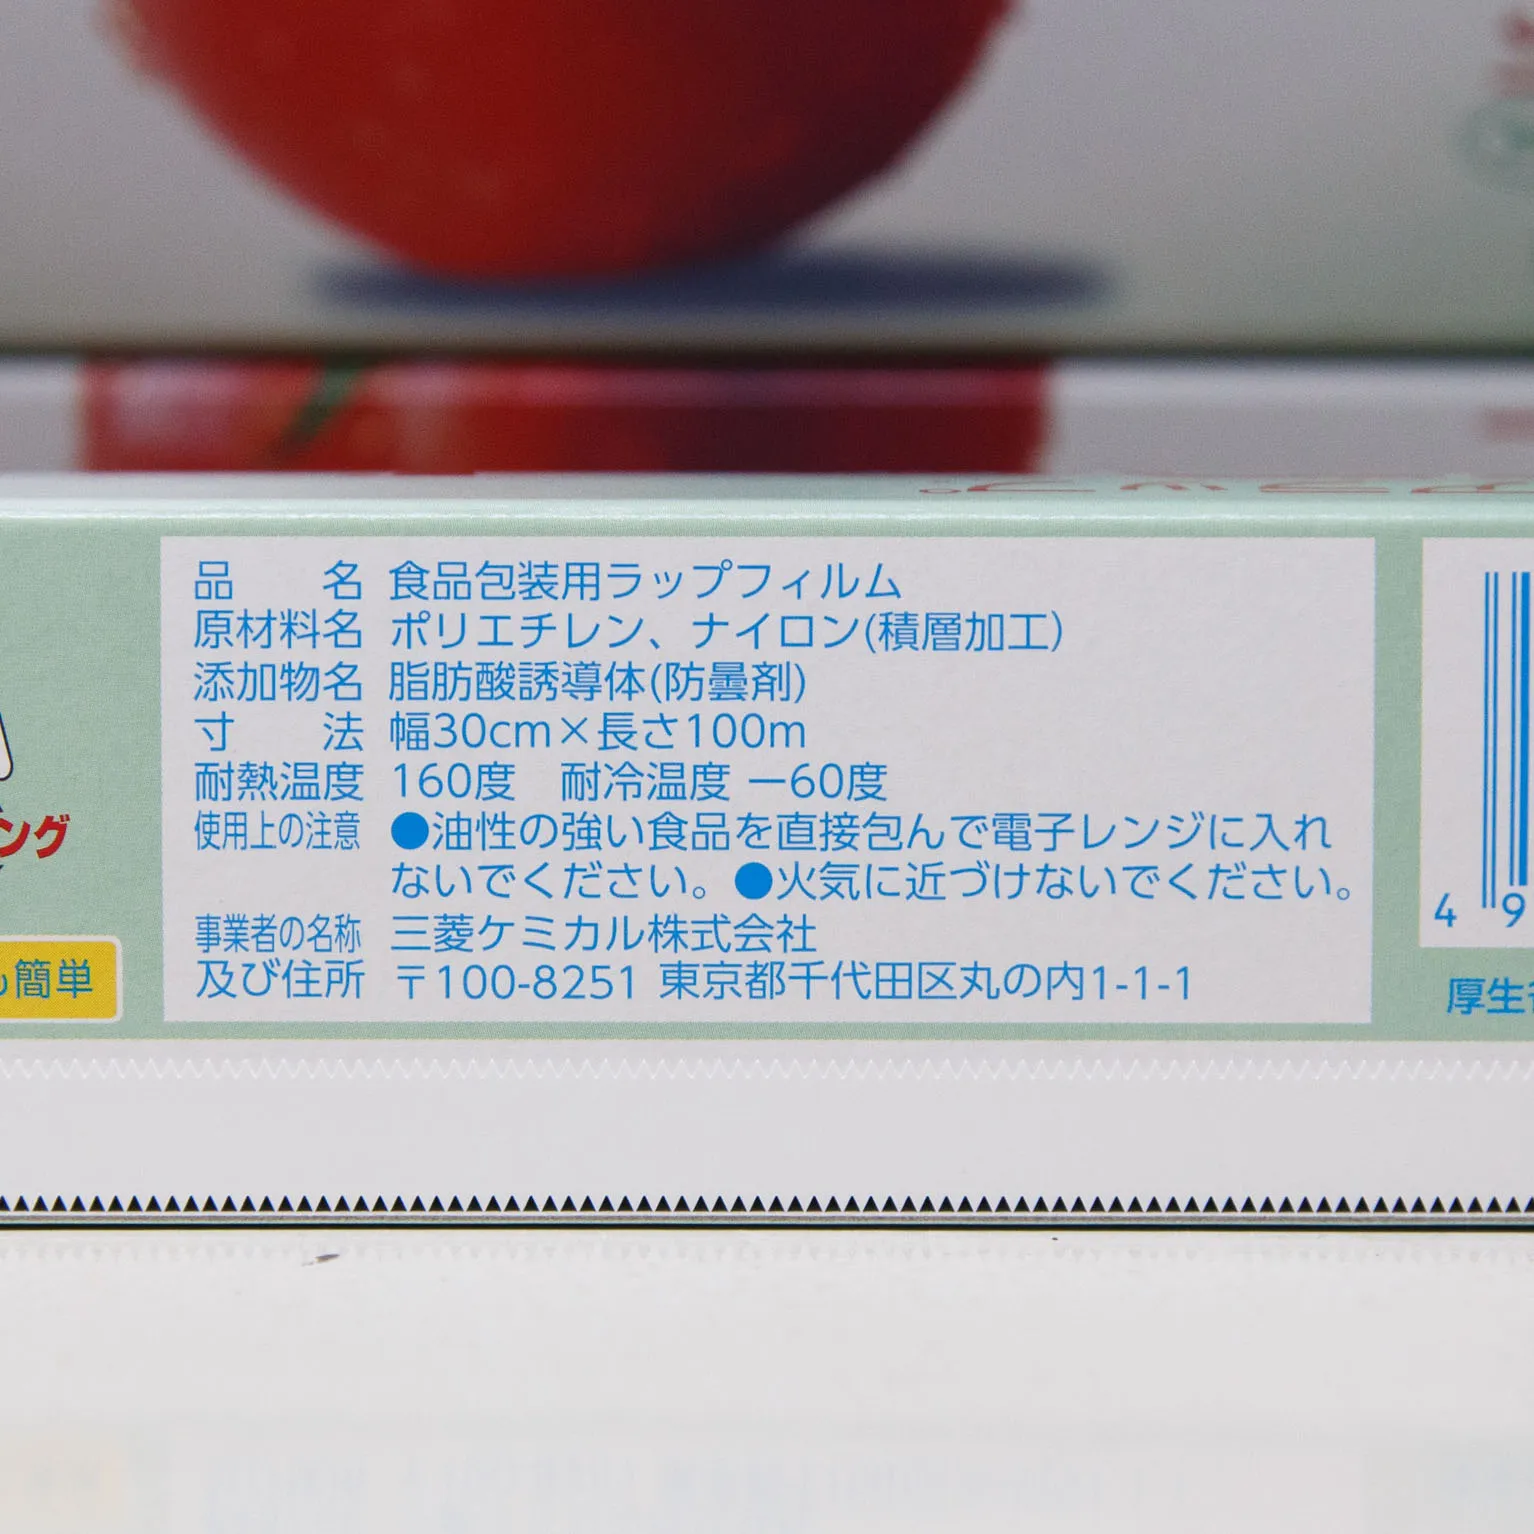 品　　名 食品包装用ラップフィルム
原材料名 ポリエチレン、ナイロン(積層加工)
添加物名 脂肪酸誘導体(防曇剤)
寸　　法 幅30cm×長さ100m
耐熱温度 160度　耐冷温度 −60度
使用上の注意 ●油性の強い食品を直接包んで電子レンジに入れ
ないでください。●火気に近づけないでください。
事業者の名称 三菱ケミカル株式会社
及び住所 〒100-8251 東京都千代田区丸の内1-1-1
ング
簡単
4 9
厚生